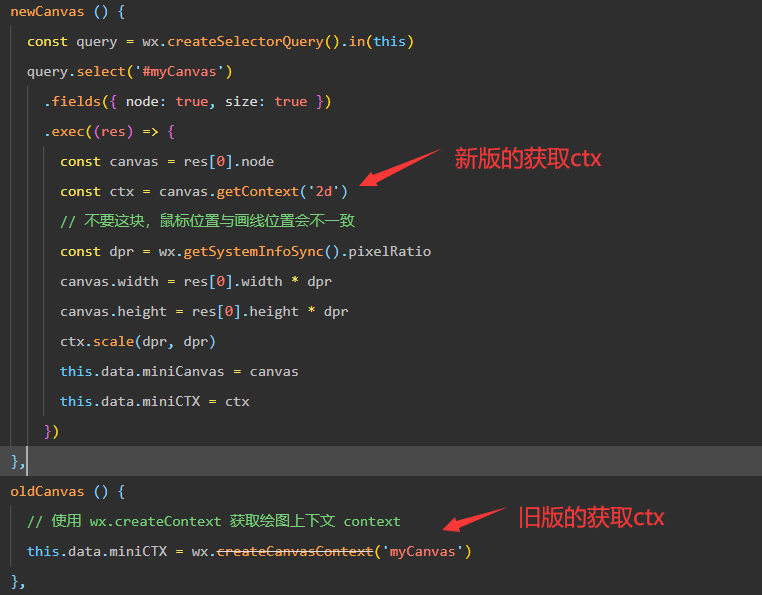 newCanvas () {
const query = wx.createSelectorQuery().in(this)
query.select('#myCanvas')
.fields({ node: true, size: true })
.exec((res) => {
const canvas = res[0].node
新版的获取ctx
const ctx = canvas.getContext('2d')
// 不要这块，鼠标位置与画线位置会不一致
const dpr = wx.getSystemInfoSync().pixelRatio
canvas.width = res[0].width * dpr
canvas.height = res[0].height * dpr
ctx.scale(dpr, dpr)
this.data.miniCanvas = canvas
this.data.miniCTX = ctx
})
},
oldCanvas () {
// 使用 wx.createContext 获取绘图上下文 context
旧版的获取ctx
this.data.miniCTX = wx.createCanvasContext('myCanvas')
},